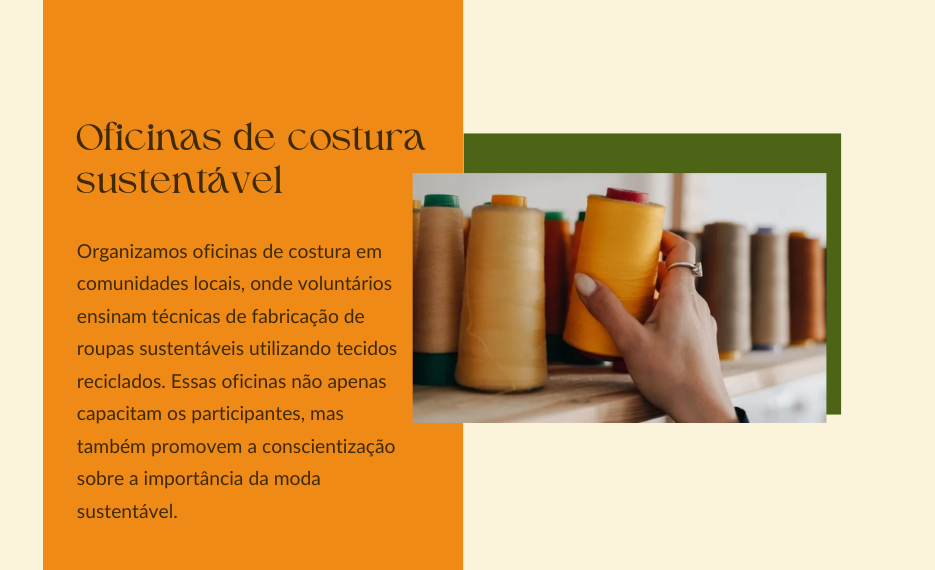 Oficinas de costura
sustentável
Organizamos oficinas de costura em
comunidades locais, onde voluntários
ensinam técnicas de fabricação de
roupas sustentáveis utilizando tecidos
reciclados. Essas oficinas não apenas
capacitam os participantes, mas
também promovem a conscientização
sobre a importância da moda
sustentável.